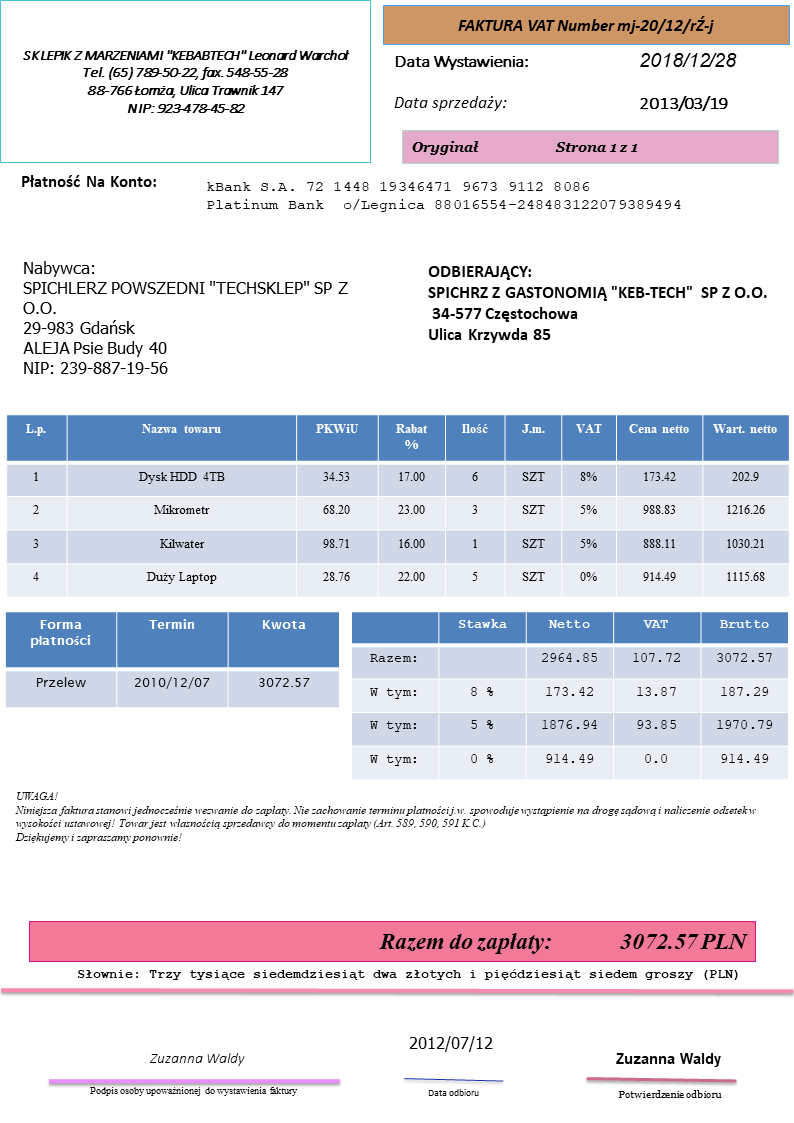 SKLEPIK Z MARZENIAMI "KEBABTECH" Leonard Warchoł
Tel. (65) 789-50-22, fax. 548-55-28
88-766 Łomża, Ulica Trawnik 147
NIP: 923-478-45-82
FAKTURA VAT Number mj-20/12/rŹ-j
Data Wystawienia: 2018/12/28
Data sprzedaży: 2013/03/19
Oryginał Strona 1 z 1
Płatność Na Konto:
kBank S.A. 72 1448 19346471 9673 9112 8086
Platinum Bank o/Legnica 88016554-248483122079389494
Nabywca:
SPICHLERZ POWSZEDNI "TECHSKLEP" SP Z
O.O.
29-983 Gdańsk
ALEJA Psie Budy 40
NIP: 239-887-19-56
ODBIERAJĄCY:
SPICHRZ Z GASTONOMIĄ "KEB-TECH" SP Z O.O.
34-577 Częstochowa
Ulica Krzywda 85
L.p. Nazwa towaru PKWiU Rabat % Ilość J.m. VAT Cena netto Wart. netto
1 Dysk HDD 4TB 34.53 17.00 6 SZT 8% 173.42 202.9
2 Mikrometr 68.20 23.00 3 SZT 5% 988.83 1216.26
3 Kilwater 98.71 16.00 1 SZT 5% 888.11 1030.21
4 Duży Laptop 28.76 22.00 5 SZT 0% 914.49 1115.68
Forma płatności Termin Kwota
Przelew 2010/12/07 3072.57
Stawka Netto VAT Brutto
Razem: 2964.85 107.72 3072.57
W tym: 8 % 173.42 13.87 187.29
W tym: 5 % 1876.94 93.85 1970.79
W tym: 0 % 914.49 0.0 914.49
UWAGA!
Niniejsza faktura stanowi jednocześnie wezwanie do zapłaty. Nie zachowanie terminu płatności j.w. spowoduje wystąpienie na drogę sądową i naliczenie odsetek w
wysokości ustawowej! Towar jest własnością sprzedawcy do momentu zapłaty (Art. 589, 590, 591 K.C.)
Dziękujemy i zapraszamy ponownie!
Razem do zapłaty: 3072.57 PLN
Słownie: Trzy tysiące siedemdziesiąt dwa złotych i pięćdziesiąt siedem groszy (PLN)
Zuzanna Waldy
Podpis osoby upoważnionej do wystawienia faktury
2012/07/12
Data odbioru
Zuzanna Waldy
Potwierdzenie odbioru